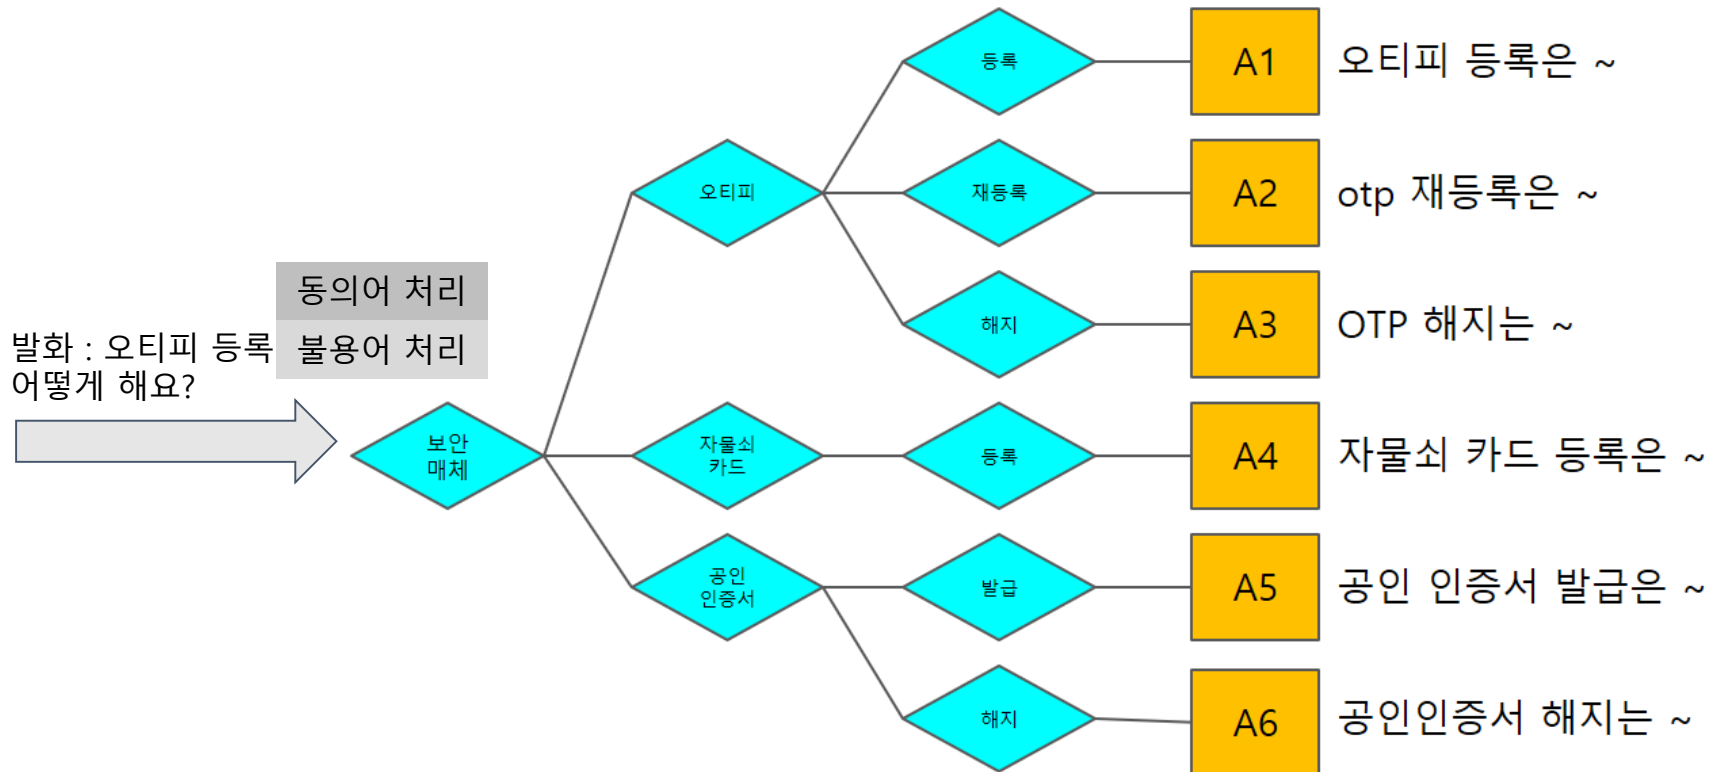 등록
A1
오티피 등록은 ~
오티피
재등록
A2
otp 재등록은 ~
동의어 처리
불용어 처리
발화 : 오티피 등록
어떻게 해요?
해지
A3
OTP 해지는 ~
보안
매체
자물쇠
카드
등록
A4
자물쇠 카드 등록은 ~
공인
인증서
발급
A5
공인 인증서 발급은 ~
해지
A6
공인인증서 해지는 ~